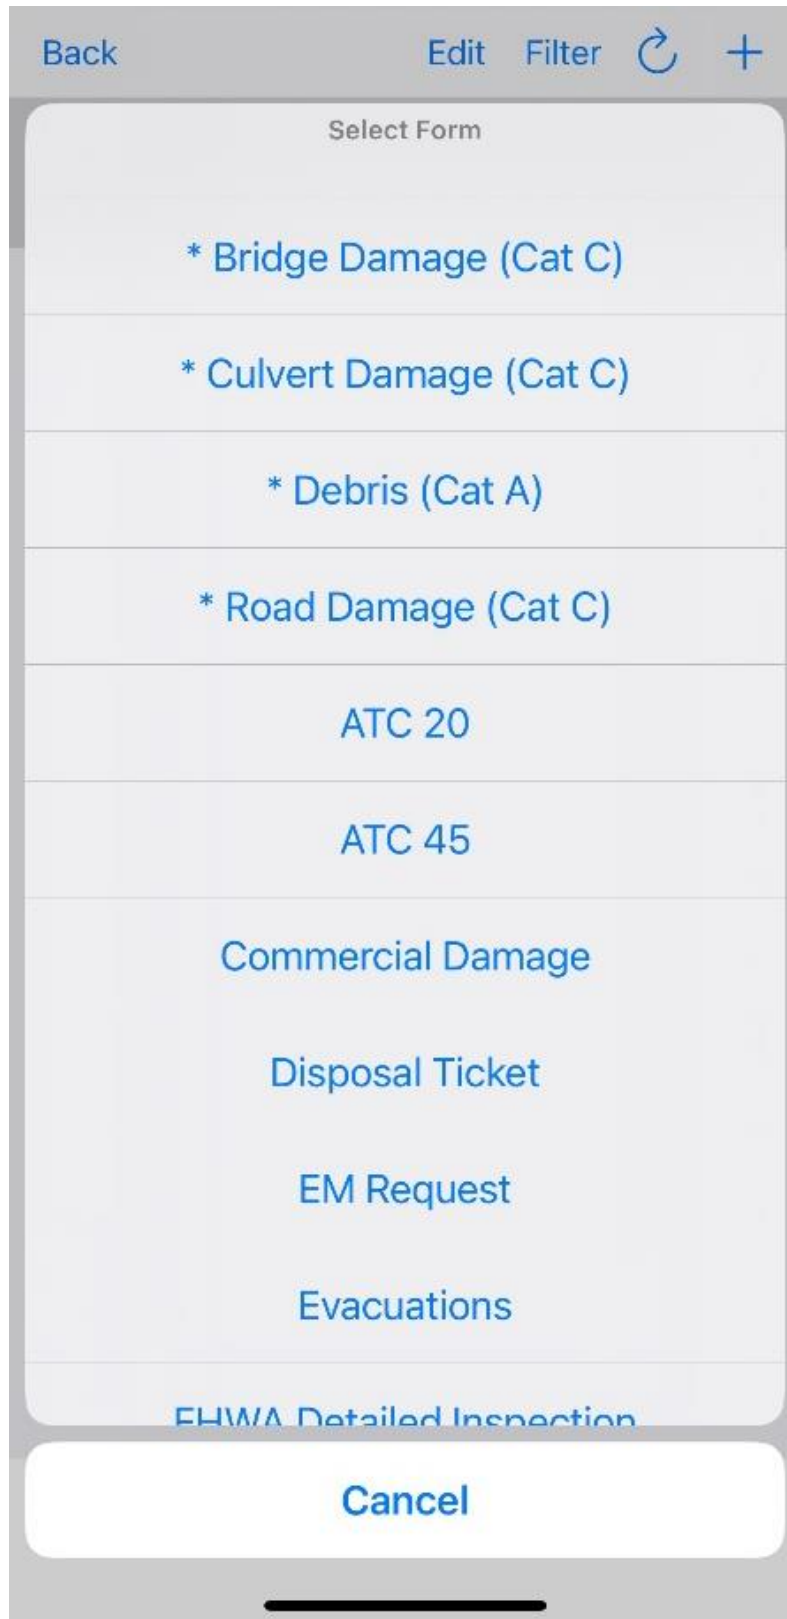 Back Edit Filter
Select Form
* Bridge Damage (Cat C)
* Culvert Damage (Cat C)
* Debris (Cat A)
* Road Damage (Cat C)
ATC 20
ATC 45
Commercial Damage
Disposal Ticket
EM Request
Evacuations
FHWA Detailed Inspection
Cancel